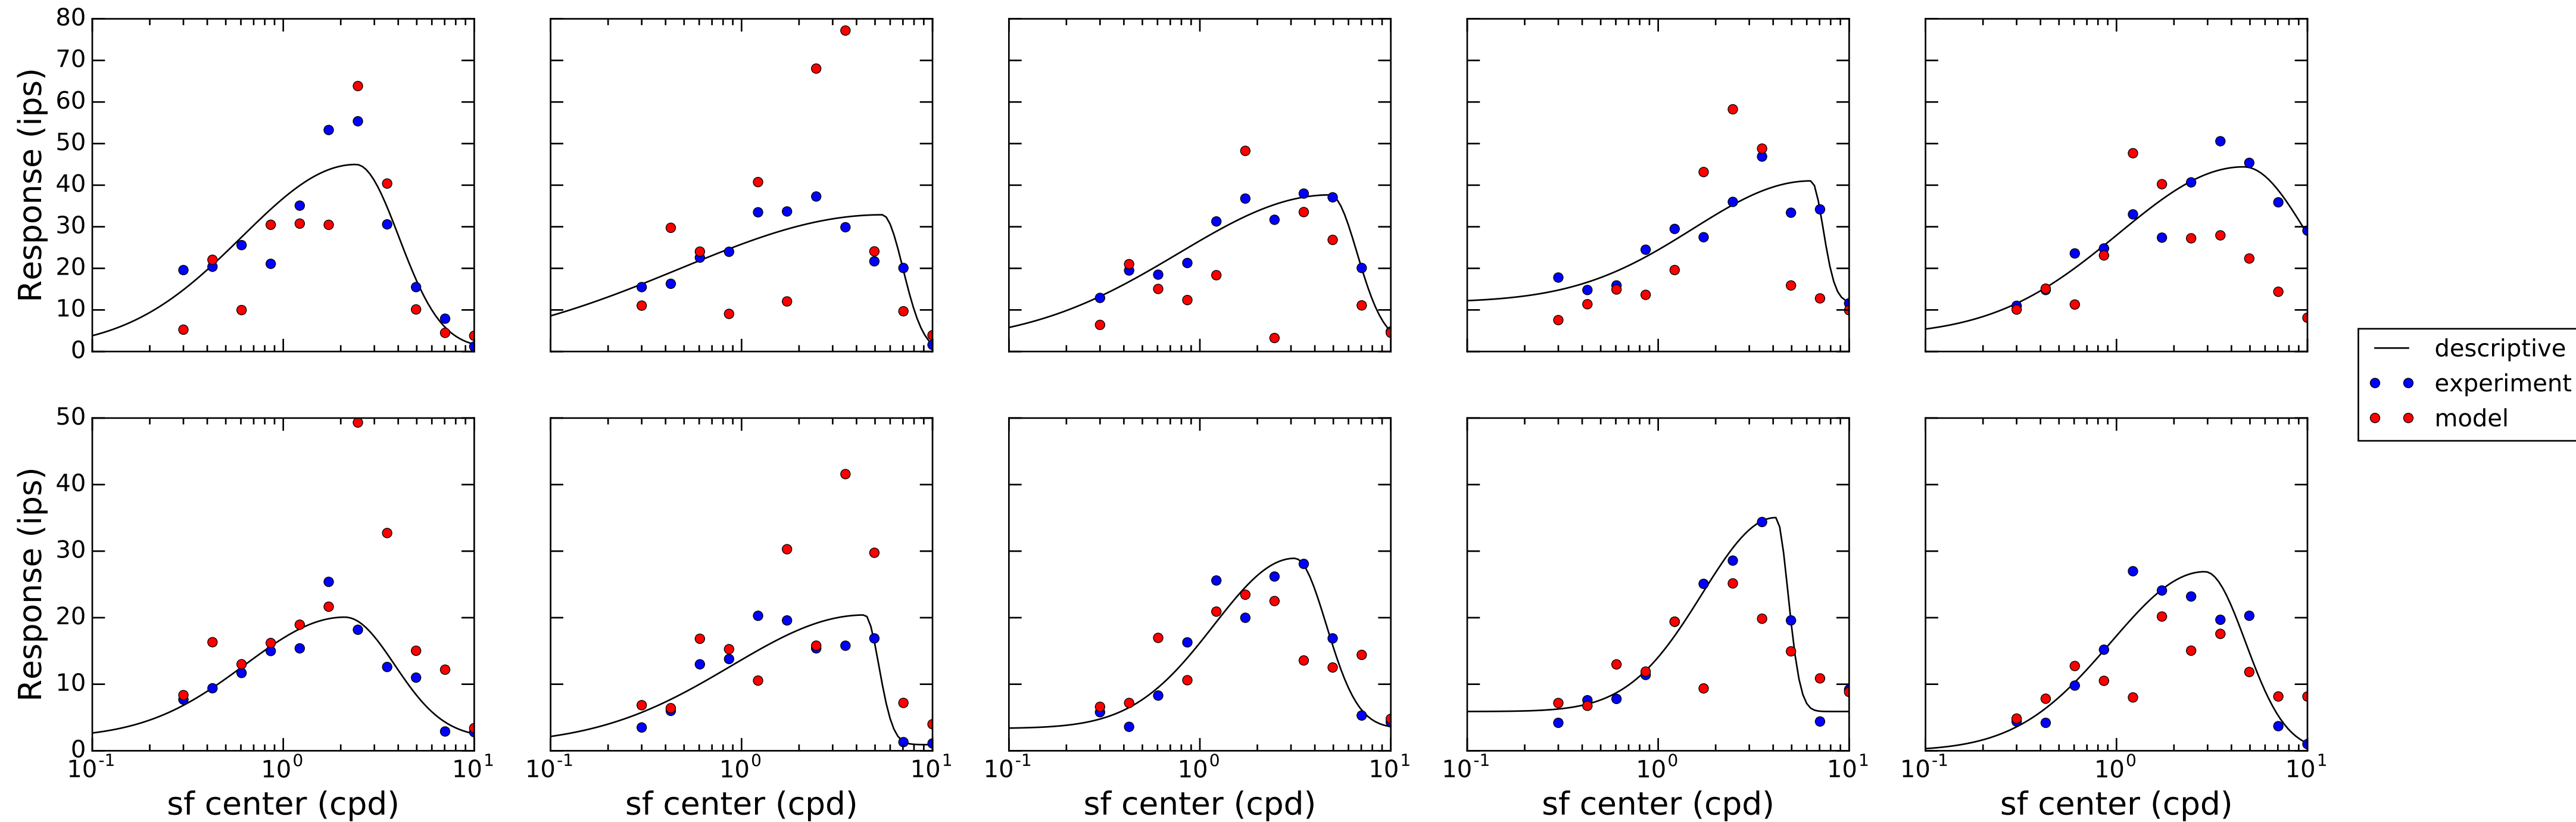 80
70
60
50
40
30
20
10
0
Response (ips)
descriptive
experiment
model
50
40
30
20
10
0
Response (ips)
10⁻¹ 10⁰ 10¹
10⁻¹ 10⁰ 10¹
10⁻¹ 10⁰ 10¹
10⁻¹ 10⁰ 10¹
10⁻¹ 10⁰ 10¹
sf center (cpd)
sf center (cpd)
sf center (cpd)
sf center (cpd)
sf center (cpd)